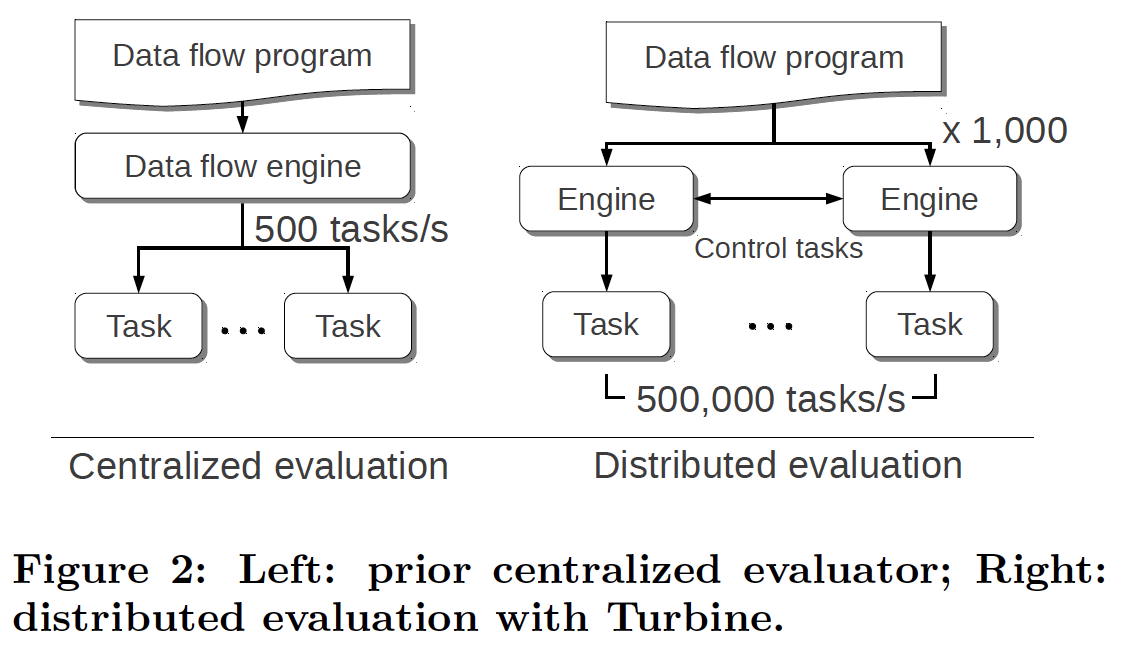 Data flow program
Data flow engine
500 tasks/s
Task
...
Task
Centralized evaluation
Data flow program
x 1,000
Engine
Engine
Control tasks
Task
...
Task
500,000 tasks/s
Distributed evaluation
Figure 2: Left: prior centralized evaluator; Right:
distributed evaluation with Turbine.